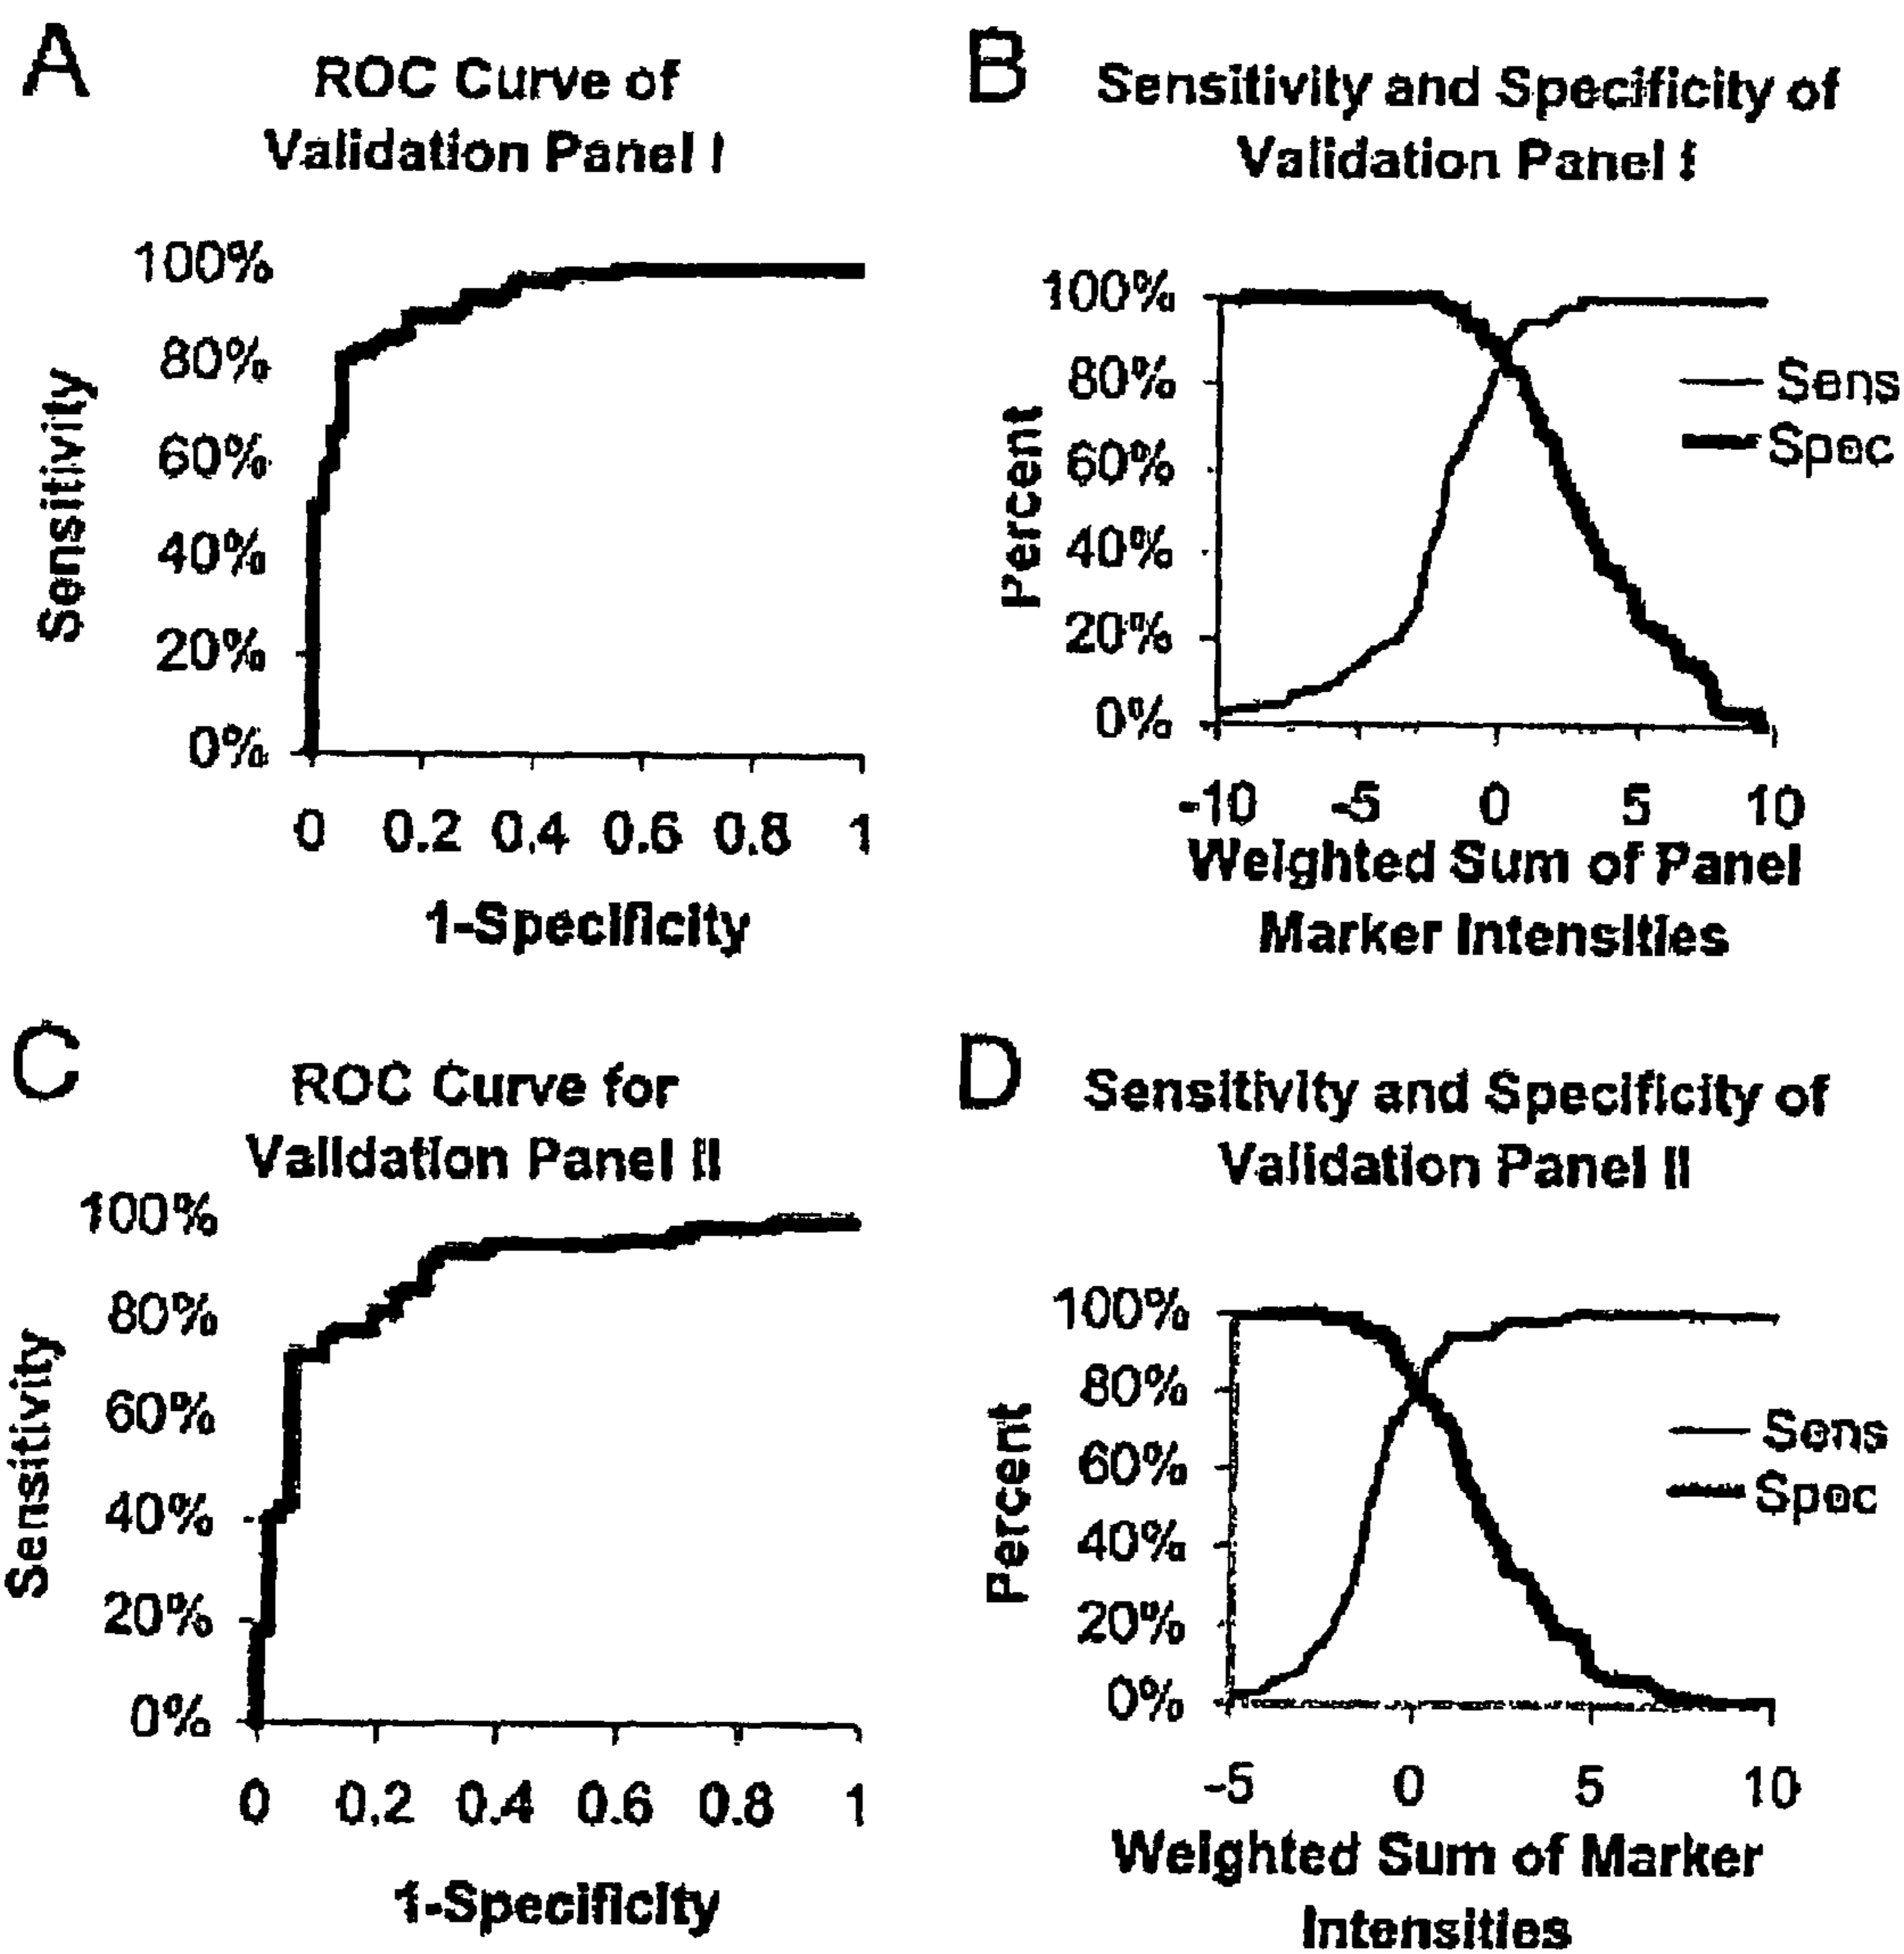 A
ROC Curve of
Validation Panel I
100%
80%
60%
40%
20%
0%
Sensitivity
0 0.2 0.4 0.6 0.8 1
1-Specificity
B
Sensitivity and Specificity of
Validation Panel I
100%
80%
60%
40%
20%
0%
Percent
Sens
Spec
-10 -5 0 5 10
Weighted Sum of Panel
Marker Intensities
C
ROC Curve for
Validation Panel II
100%
80%
60%
40%
20%
0%
Sensitivity
0 0.2 0.4 0.6 0.8 1
1-Specificity
D
Sensitivity and Specificity of
Validation Panel II
100%
80%
60%
40%
20%
0%
Percent
Sens
Spec
-5 0 5 10
Weighted Sum of Marker
Intensities